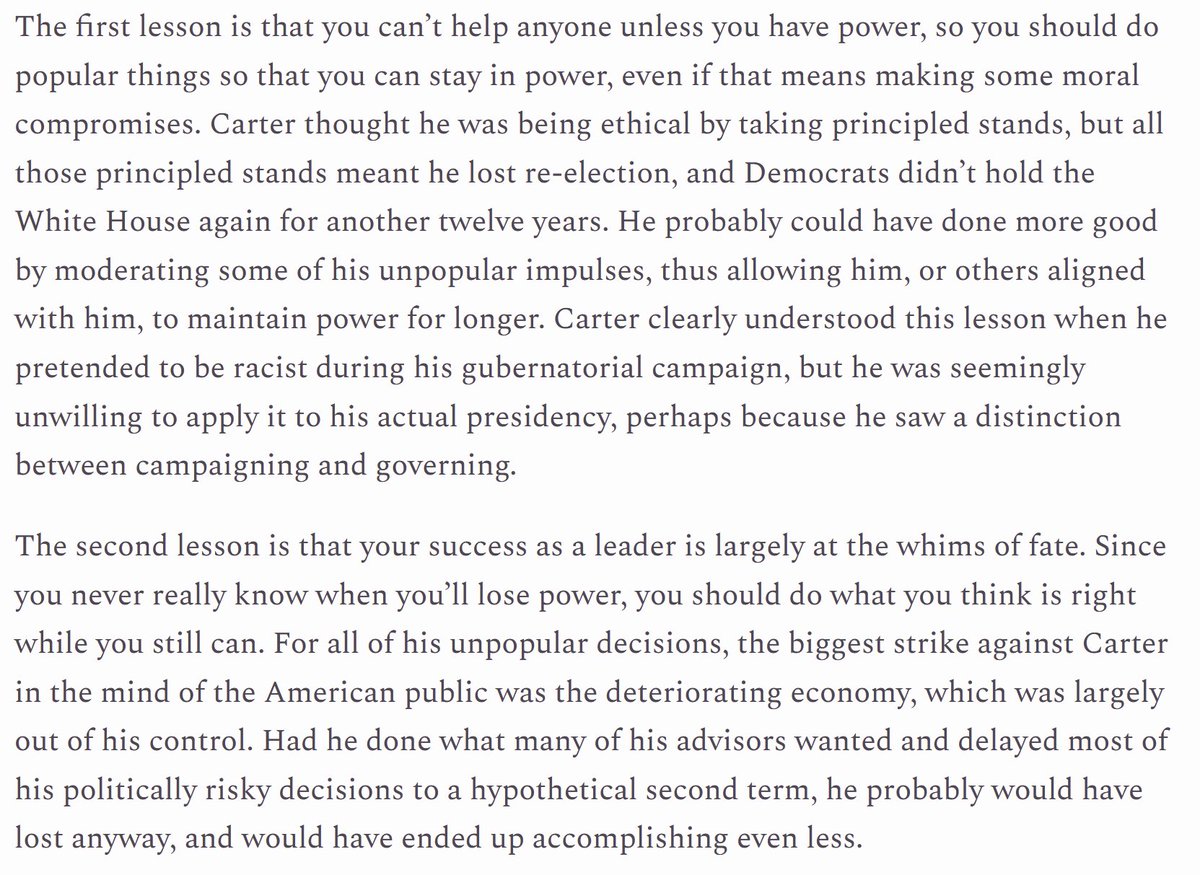 The first lesson is that you can’t help anyone unless you have power, so you should do
popular things so that you can stay in power, even if that means making some moral
compromises. Carter thought he was being ethical by taking principled stands, but all
those principled stands meant he lost re-election, and Democrats didn’t hold the
White House again for another twelve years. He probably could have done more good
by moderating some of his unpopular impulses, thus allowing him, or others aligned
with him, to maintain power for longer. Carter clearly understood this lesson when he
pretended to be racist during his gubernatorial campaign, but he was seemingly
unwilling to apply it to his actual presidency, perhaps because he saw a distinction
between campaigning and governing.
The second lesson is that your success as a leader is largely at the whims of fate. Since
you never really know when you’ll lose power, you should do what you think is right
while you still can. For all of his unpopular decisions, the biggest strike against Carter
in the mind of the American public was the deteriorating economy, which was largely
out of his control. Had he done what many of his advisors wanted and delayed most of
his politically risky decisions to a hypothetical second term, he probably would have
lost anyway, and would have ended up accomplishing even less.